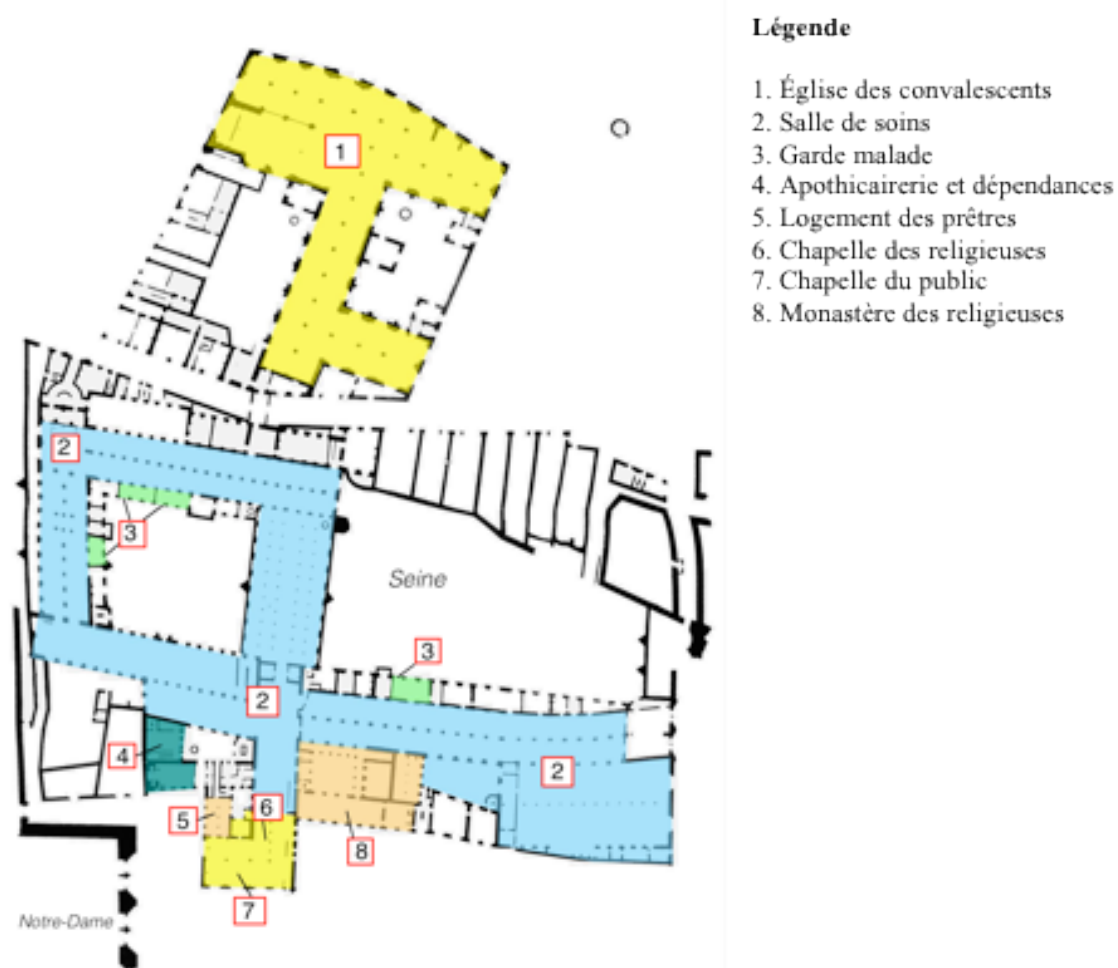 Légende
1. Église des convalescents
2. Salle de soins
3. Garde malade
4. Apothicairerie et dépendances
5. Logement des prêtres
6. Chapelle des religieuses
7. Chapelle du public
8. Monastère des religieuses
1
2
3
Seine
3
2
4
2
5
6
8
7
Notre-Dame